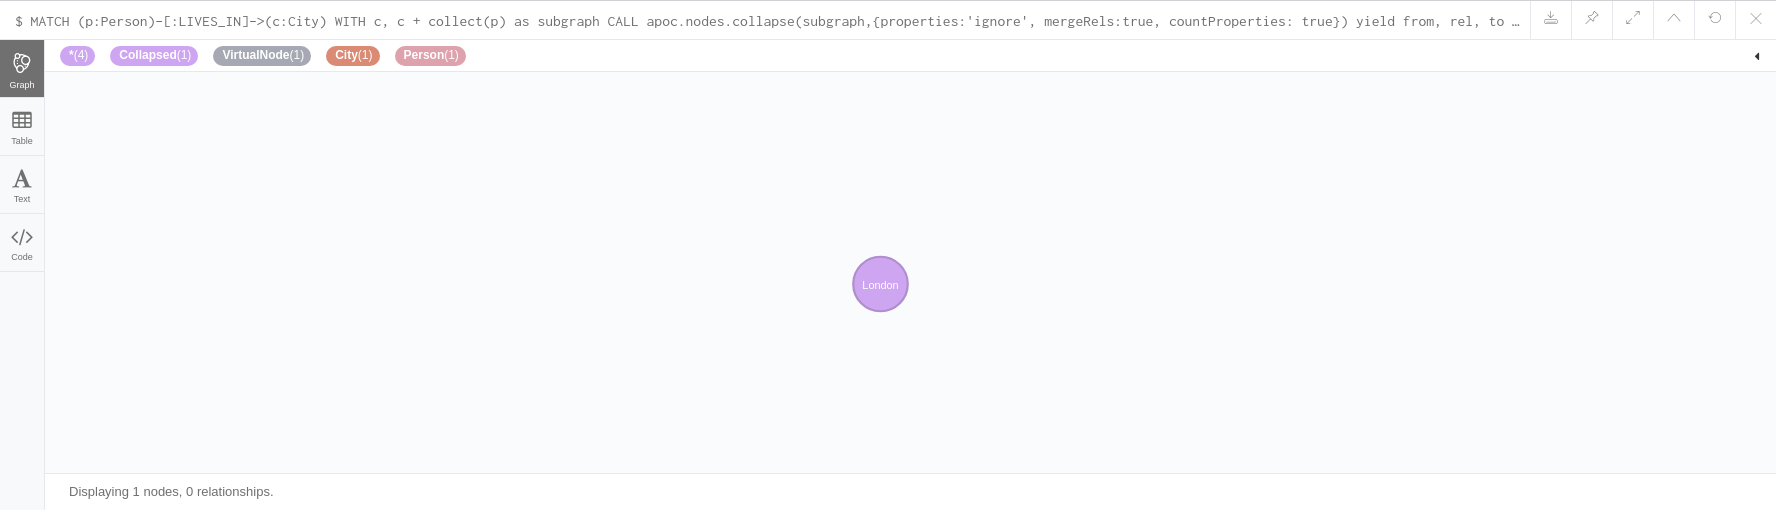 $ MATCH (p:Person)-[:LIVES_IN]->(c:City) WITH c, c + collect(p) as subgraph CALL apoc.nodes.collapse(subgraph,{properties:'ignore', mergeRels:true, countProperties: true}) yield from, rel, to …
*(4) Collapsed(1) VirtualNode(1) City(1) Person(1)
Graph
Table
Text
Code
London
Displaying 1 nodes, 0 relationships.